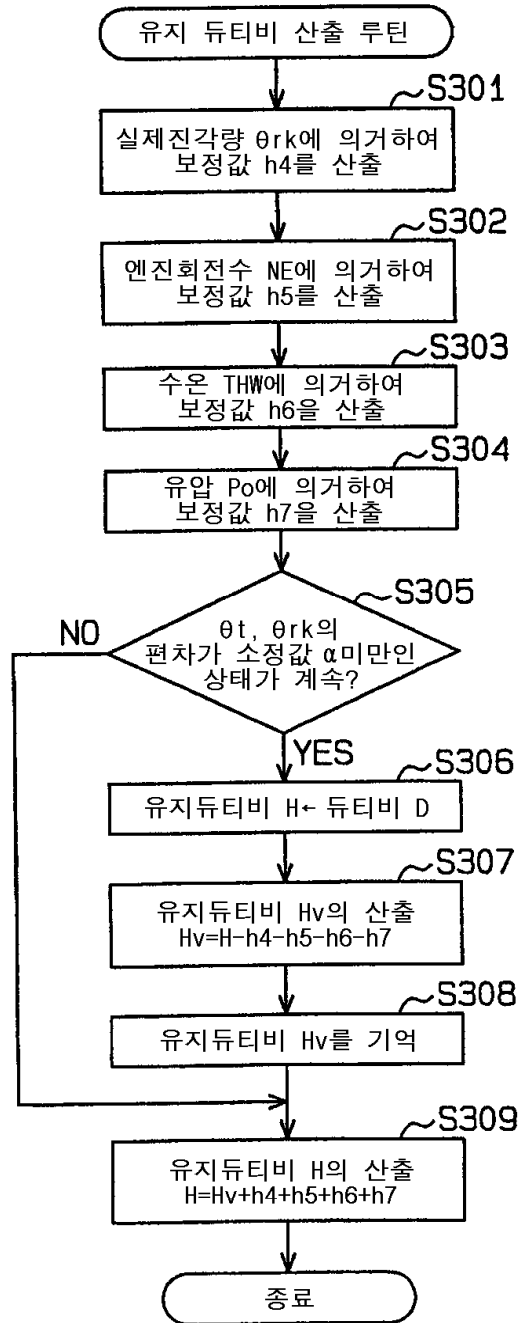 유지 듀티비 산출 루틴
S301
실제진각량 θrk에 의거하여
보정값 h4를 산출
S302
엔진회전수 NE에 의거하여
보정값 h5를 산출
S303
수온 THW에 의거하여
보정값 h6을 산출
S304
유압 Po에 의거하여
보정값 h7을 산출
S305
NO
θt, θrk의
편차가 소정값 α미만인
상태가 계속?
YES
S306
유지듀티비 H← 듀티비 D
S307
유지듀티비 Hv의 산출
Hv=H-h4-h5-h6-h7
S308
유지듀티비 Hv를 기억
S309
유지듀티비 H의 산출
H=Hv+h4+h5+h6+h7
종료